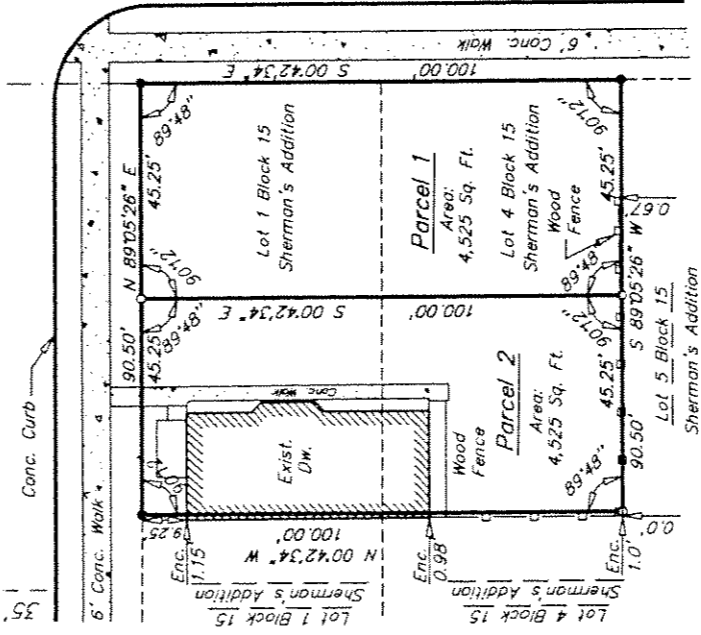 35'
Conc. Curb
6' Conc. Walk
6' Conc. Walk
N 89°05'26" E
90.50'
45.25'
45.25'
89°48"
90°12"
89°48"
S 00°42'34" E
100.00'
Lot 1 Block 15
Sherman's Addition
Parcel 1
Area:
4,525 Sq. Ft.
Lot 4 Block 15
Sherman's Addition
Wood
Fence
S 00°42'34" E
100.00'
Conc. Walk
Exist.
Dw.
9.25'
100.00'
N 00°42'34" W
Enc.
1.15
Enc.
0.98
Enc.
1.0'
0.0'
Lot 1 Block 15
Sherman's Addition
Lot 4 Block 15
Sherman's Addition
Wood
Fence
Parcel 2
Area:
4,525 Sq. Ft.
89°48"
90°12"
89°48"
90°12"
45.25'
45.25'
90.50'
S 89°05'26" W
0.67'
Lot 5 Block 15
Sherman's Addition